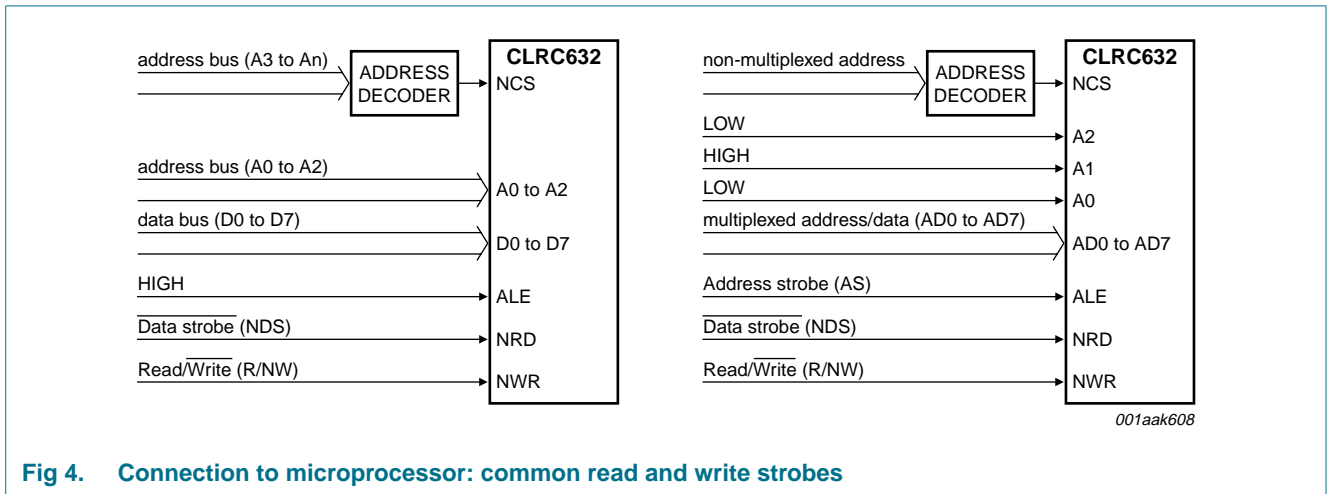 address bus (A3 to An)
ADDRESS
DECODER
CLRC632
NCS
address bus (A0 to A2)
A0 to A2
data bus (D0 to D7)
D0 to D7
HIGH
ALE
Data strobe (NDS)
NRD
Read/Write (R/NW)
NWR
non-multiplexed address
ADDRESS
DECODER
CLRC632
NCS
LOW
A2
HIGH
A1
LOW
A0
multiplexed address/data (AD0 to AD7)
AD0 to AD7
Address strobe (AS)
ALE
Data strobe (NDS)
NRD
Read/Write (R/NW)
NWR
001aak608
Fig 4. Connection to microprocessor: common read and write strobes